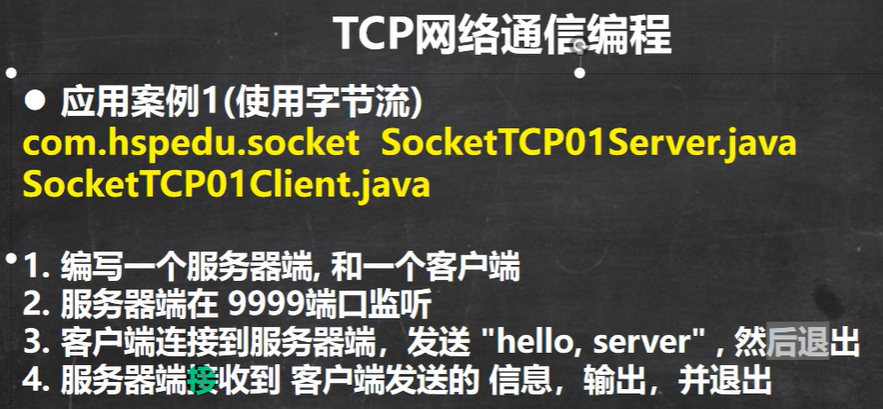 TCP网络通信编程
● 应用案例1(使用字节流)
com.hspedu.socket SocketTCP01Server.java
SocketTCP01Client.java
1. 编写一个服务器端, 和一个客户端
2. 服务器端在 9999端口监听
3. 客户端连接到服务器端，发送 "hello, server" , 然后退出
4. 服务器端接收到 客户端发送的 信息，输出，并退出